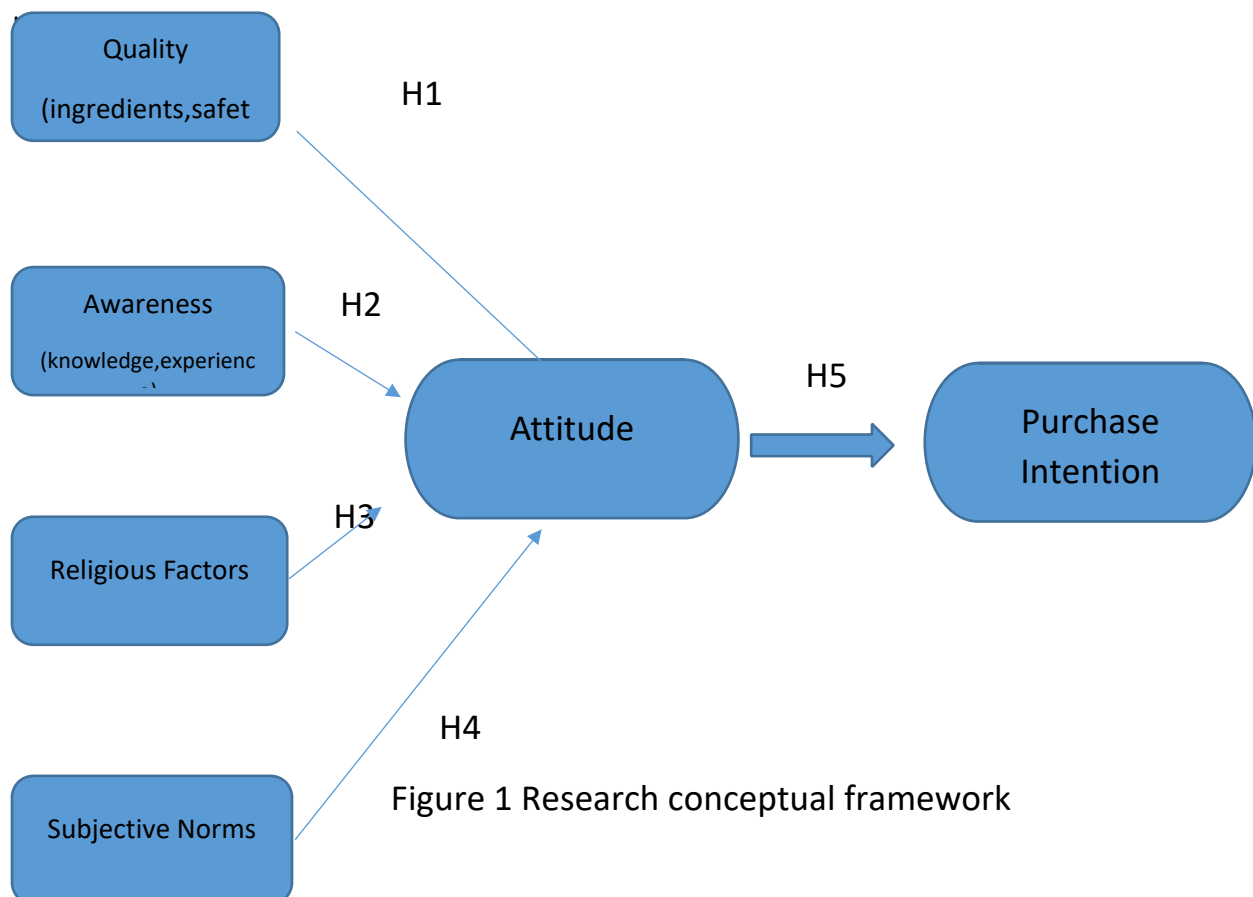 Quality
(ingredients,safet
H1
Awareness
(knowledge,experienc
H2
Attitude
H5
Purchase
Intention
H3
Religious Factors
H4
Figure 1 Research conceptual framework
Subjective Norms